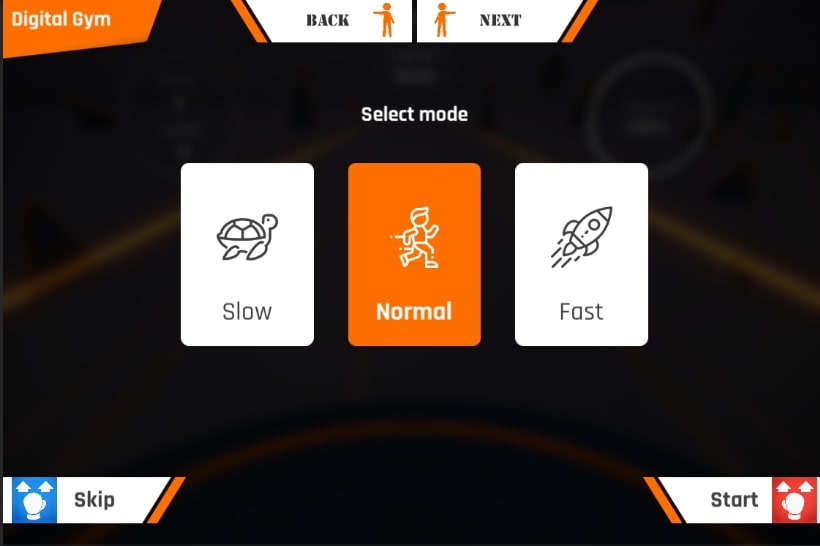 Digital Gym
BACK
NEXT
Select mode
Slow
Normal
Fast
Skip
Start